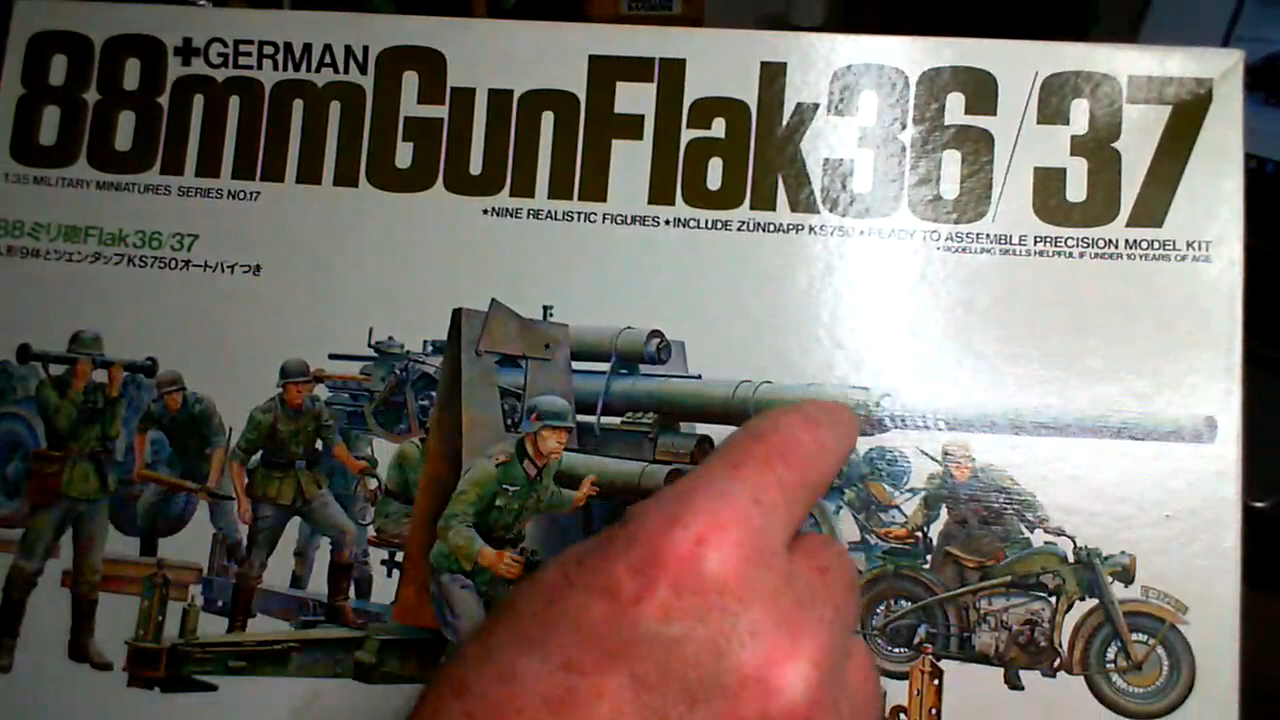 +GERMAN
88mmGunFlak36/37
1:35 MILITARY MINIATURES SERIES NO.17
★NINE REALISTIC FIGURES ★INCLUDE ZÜNDAPP KS750 ★READY TO ASSEMBLE PRECISION MODEL KIT
★MODELLING SKILLS HELPFUL IF UNDER 10 YEARS OF AGE.
88ミリ砲Flak36/37
人形9体とツェンダップKS750オートバイつき